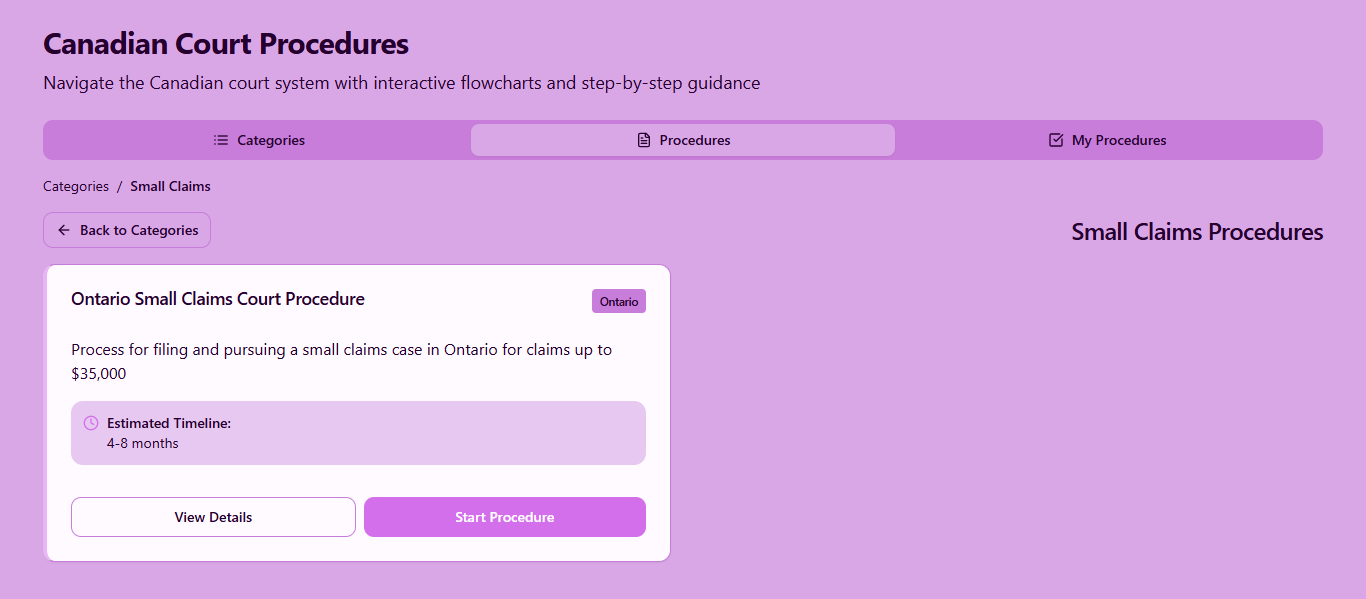 Canadian Court Procedures
Navigate the Canadian court system with interactive flowcharts and step-by-step guidance
Categories
Procedures
My Procedures
Categories / Small Claims
Back to Categories
Small Claims Procedures
Ontario Small Claims Court Procedure
Ontario
Process for filing and pursuing a small claims case in Ontario for claims up to
$35,000
Estimated Timeline:
4-8 months
View Details
Start Procedure